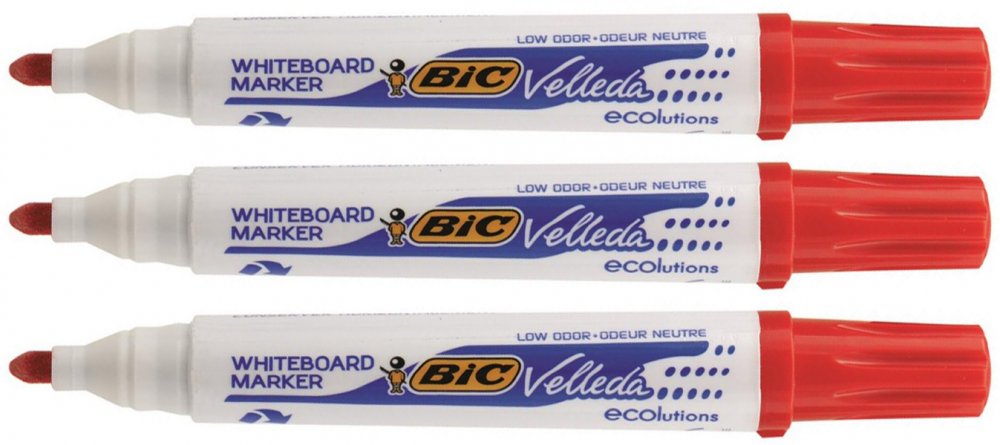 LOW ODOR • ODEUR NEUTRE
WHITEBOARD
MARKER
BIC
Velleda
ecolutions
LOW ODOR • ODEUR NEUTRE
WHITEBOARD
MARKER
BIC
Velleda
ecolutions
LOW ODOR • ODEUR NEUTRE
WHITEBOARD
MARKER
BIC
Velleda
ecolutions